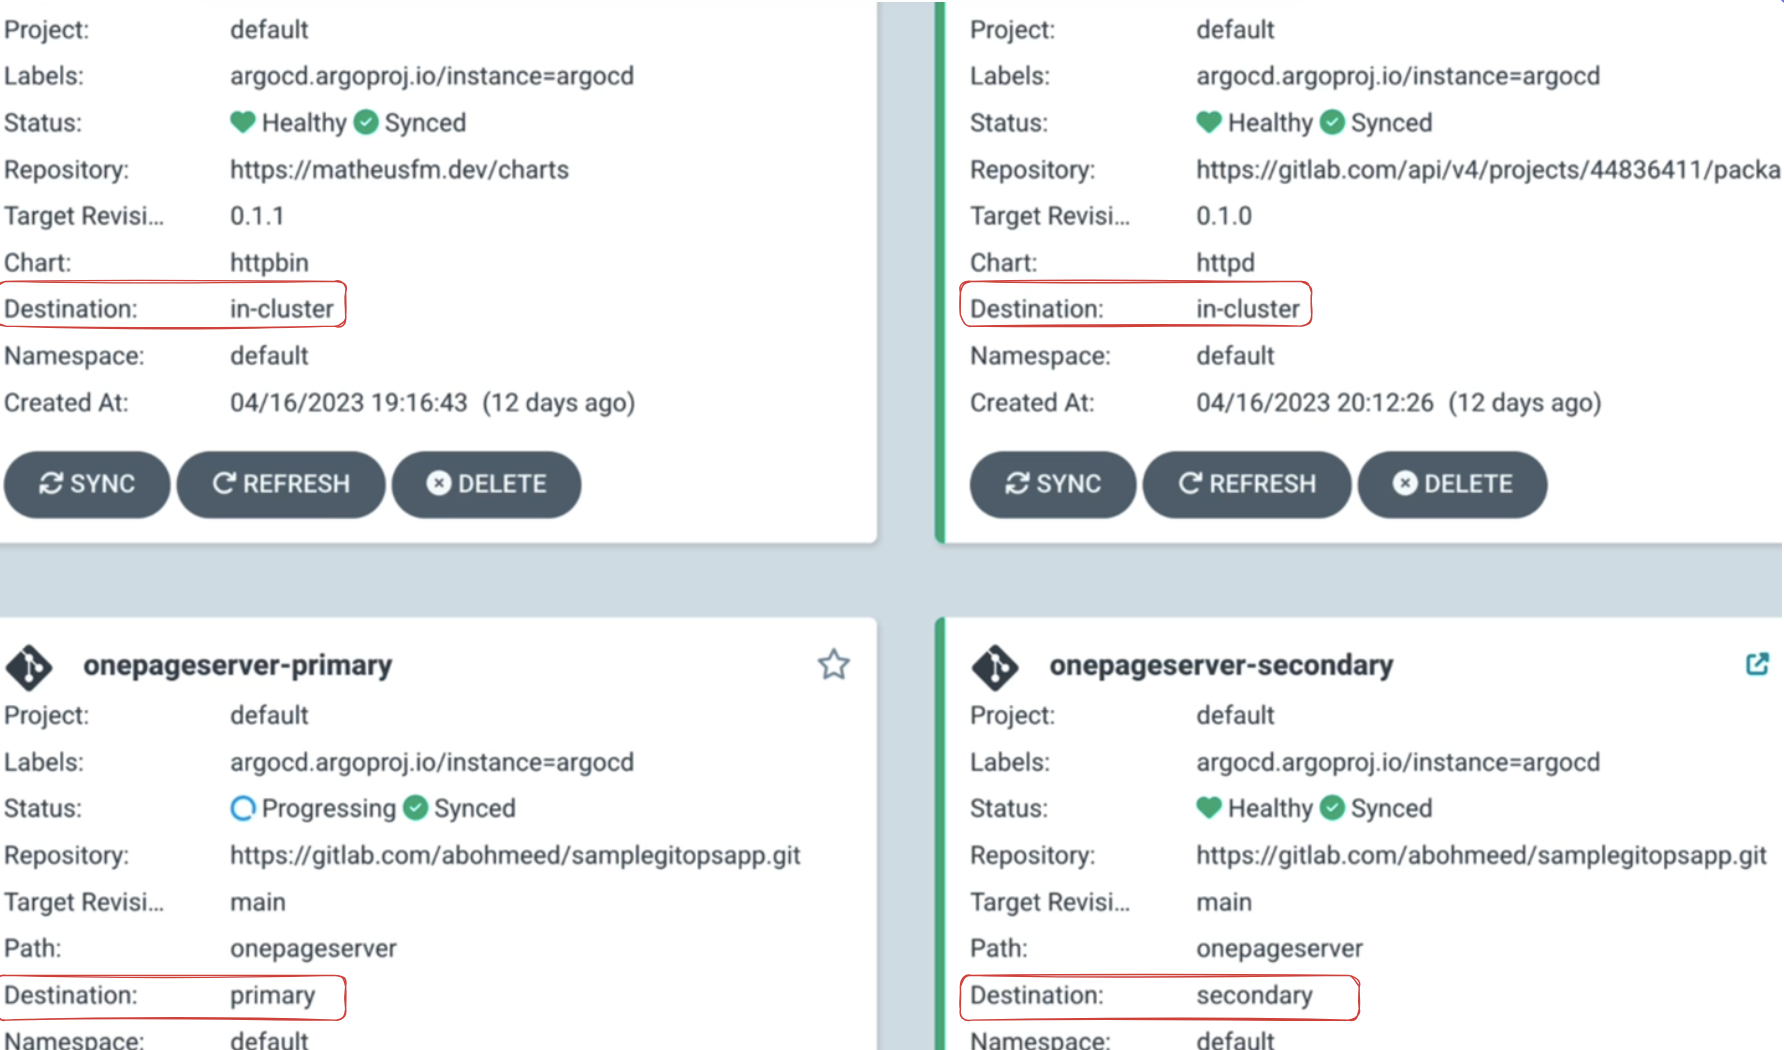 Project: default
Labels: argocd.argoproj.io/instance=argocd
Status: Healthy Synced
Repository: https://matheusfm.dev/charts
Target Revisi... 0.1.1
Chart: httpbin
Destination: in-cluster
Namespace: default
Created At: 04/16/2023 19:16:43 (12 days ago)
SYNC REFRESH DELETE
Project: default
Labels: argocd.argoproj.io/instance=argocd
Status: Healthy Synced
Repository: https://gitlab.com/api/v4/projects/44836411/packa
Target Revisi... 0.1.0
Chart: httpd
Destination: in-cluster
Namespace: default
Created At: 04/16/2023 20:12:26 (12 days ago)
SYNC REFRESH DELETE
onepageserver-primary
Project: default
Labels: argocd.argoproj.io/instance=argocd
Status: Progressing Synced
Repository: https://gitlab.com/abohmeed/samplegitopsapp.git
Target Revisi... main
Path: onepageserver
Destination: primary
Namespace: default
onepageserver-secondary
Project: default
Labels: argocd.argoproj.io/instance=argocd
Status: Healthy Synced
Repository: https://gitlab.com/abohmeed/samplegitopsapp.git
Target Revisi... main
Path: onepageserver
Destination: secondary
Namespace: default